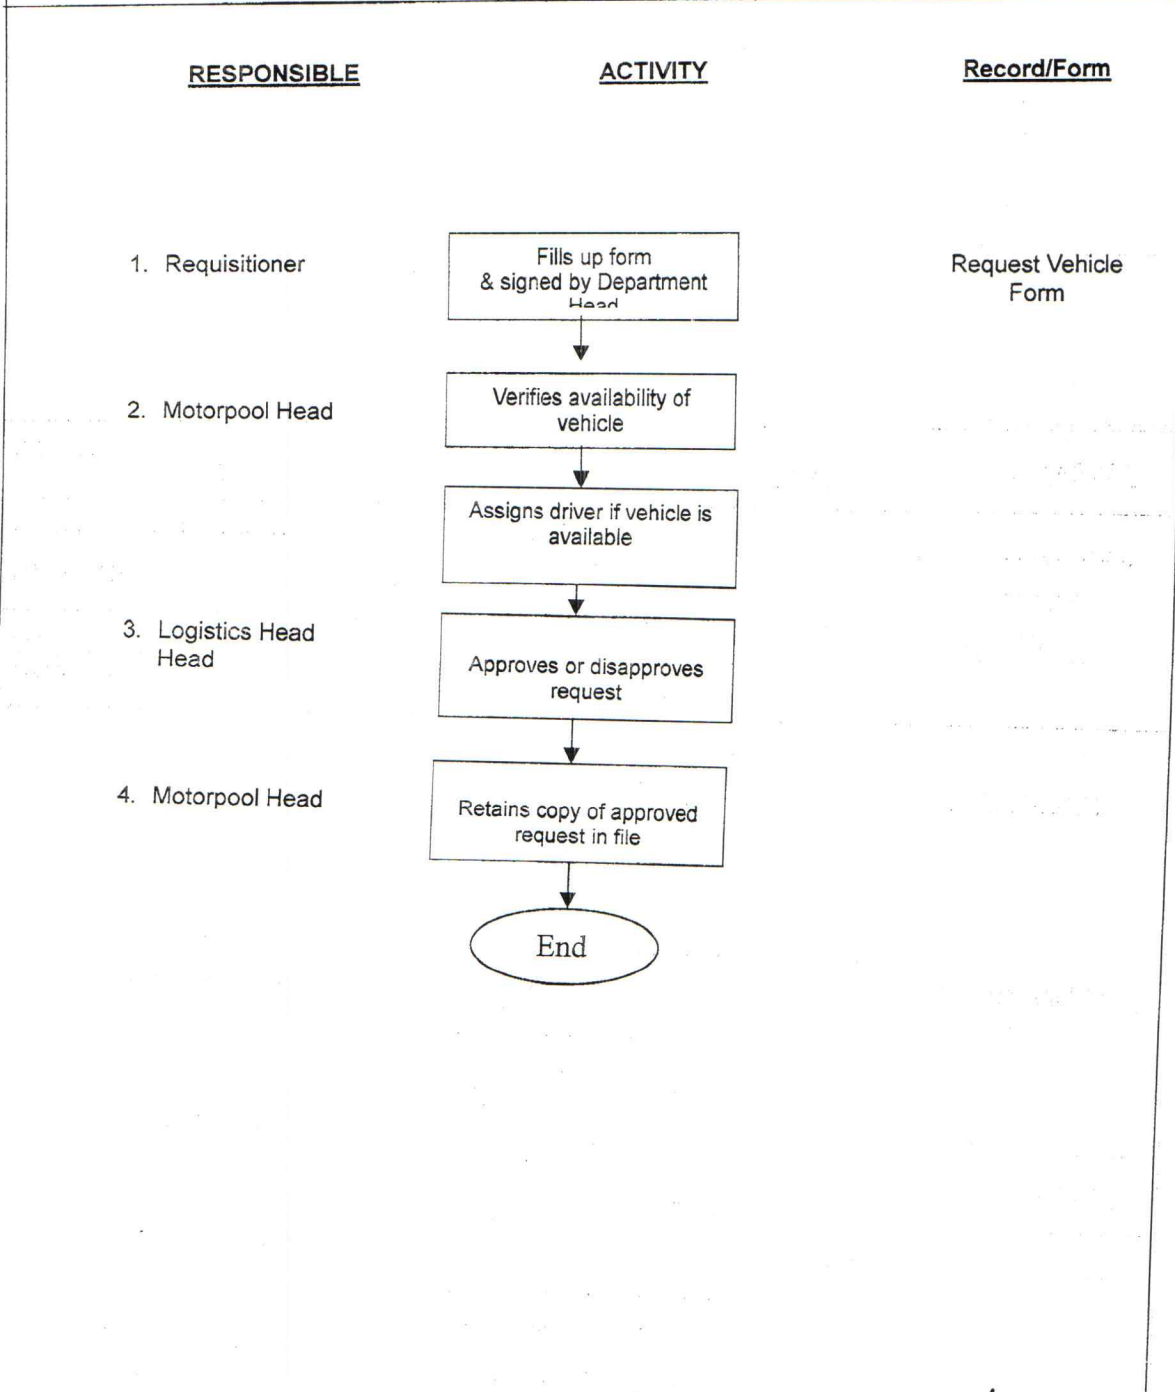 RESPONSIBLE
ACTIVITY
Record/Form
1. Requisitioner
Fills up form
& signed by Department
Head
Request Vehicle
Form
2. Motorpool Head
Verifies availability of
vehicle
Assigns driver if vehicle is
available
3. Logistics Head
Head
Approves or disapproves
request
4. Motorpool Head
Retains copy of approved
request in file
End